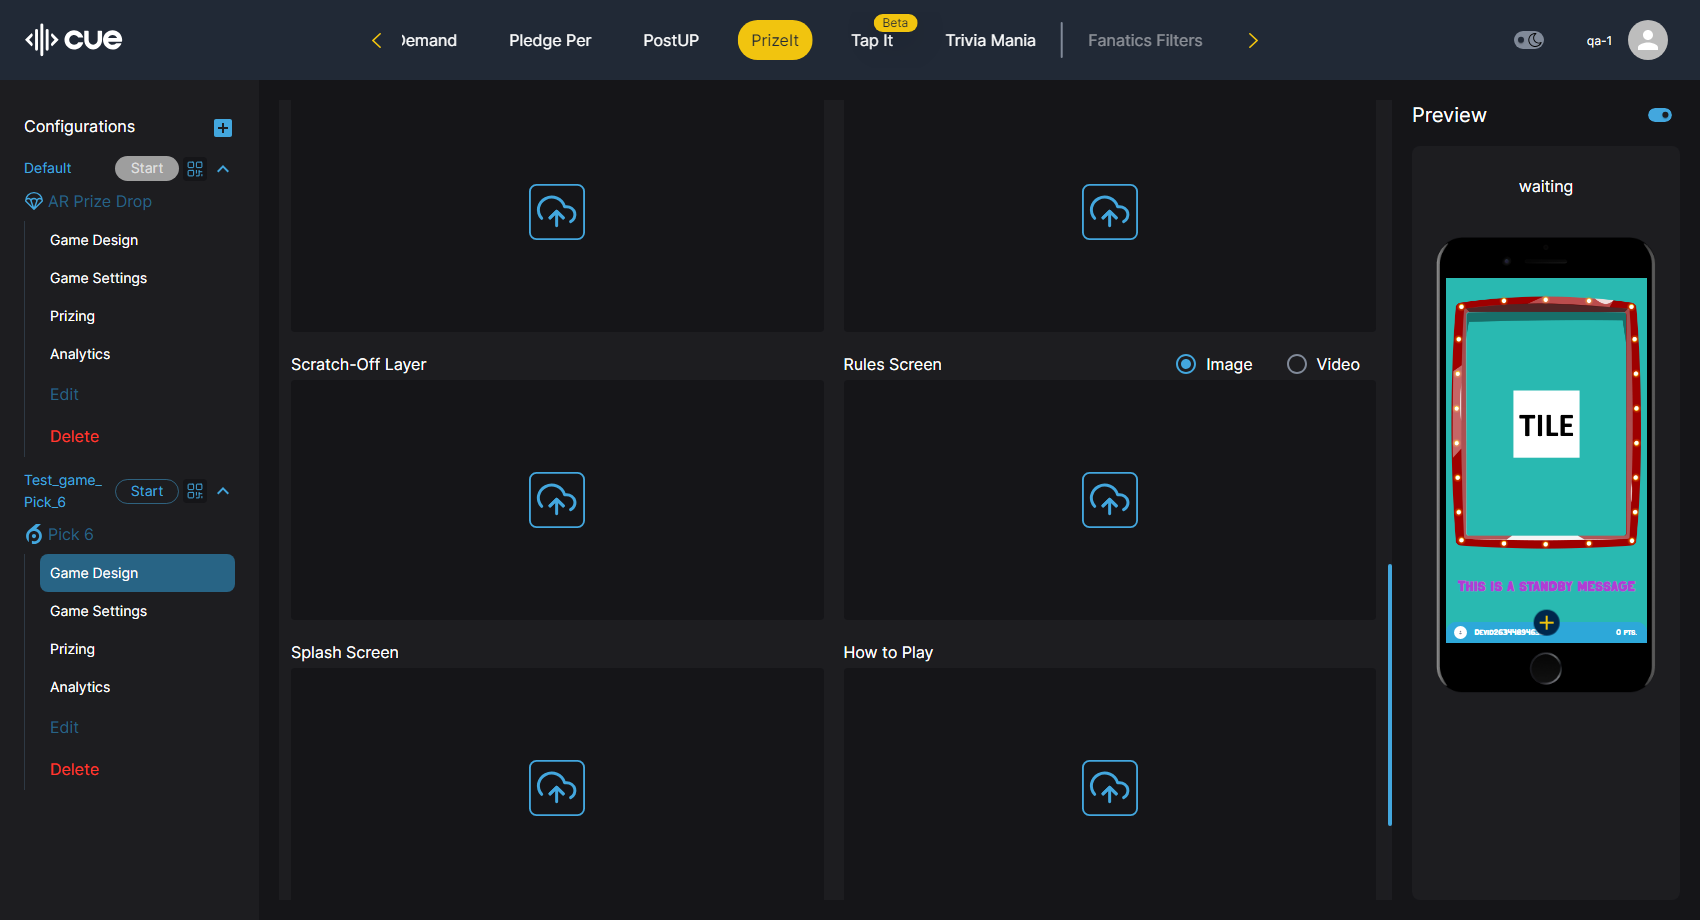 cue
Demand
Pledge Per
PostUP
PrizeIt
Beta
Tap It
Trivia Mania
Fanatics Filters
qa-1
Configurations
Default
Start
AR Prize Drop
Game Design
Game Settings
Prizing
Analytics
Edit
Delete
Test_game_
Pick_6
Start
Pick 6
Game Design
Game Settings
Prizing
Analytics
Edit
Delete
Scratch-Off Layer
Rules Screen
Image
Video
Splash Screen
How to Play
Preview
waiting
TILE
This is a standby message
0 pts.